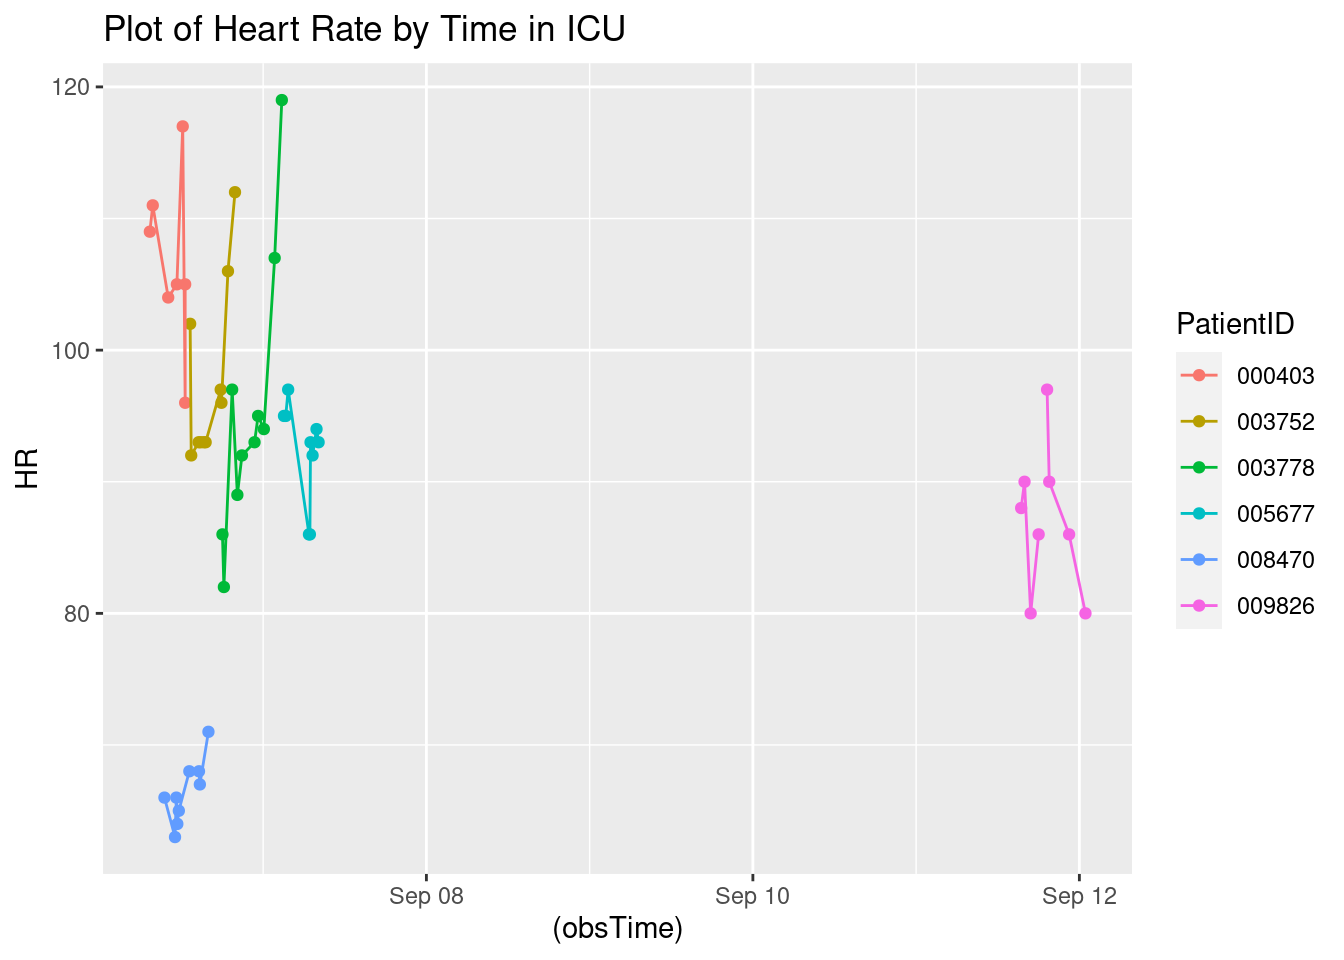 Plot of Heart Rate by Time in ICU
120
100
80
HR
Sep 08
Sep 10
Sep 12
(obsTime)
PatientID
000403
003752
003778
005677
008470
009826